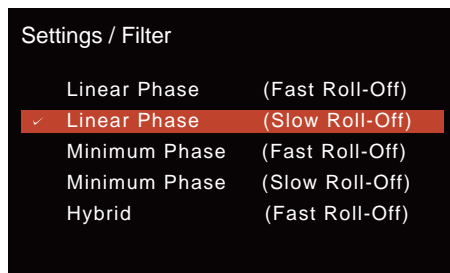 Settings / Filter
Linear Phase (Fast Roll-Off)
✓ Linear Phase (Slow Roll-Off)
Minimum Phase (Fast Roll-Off)
Minimum Phase (Slow Roll-Off)
Hybrid (Fast Roll-Off)